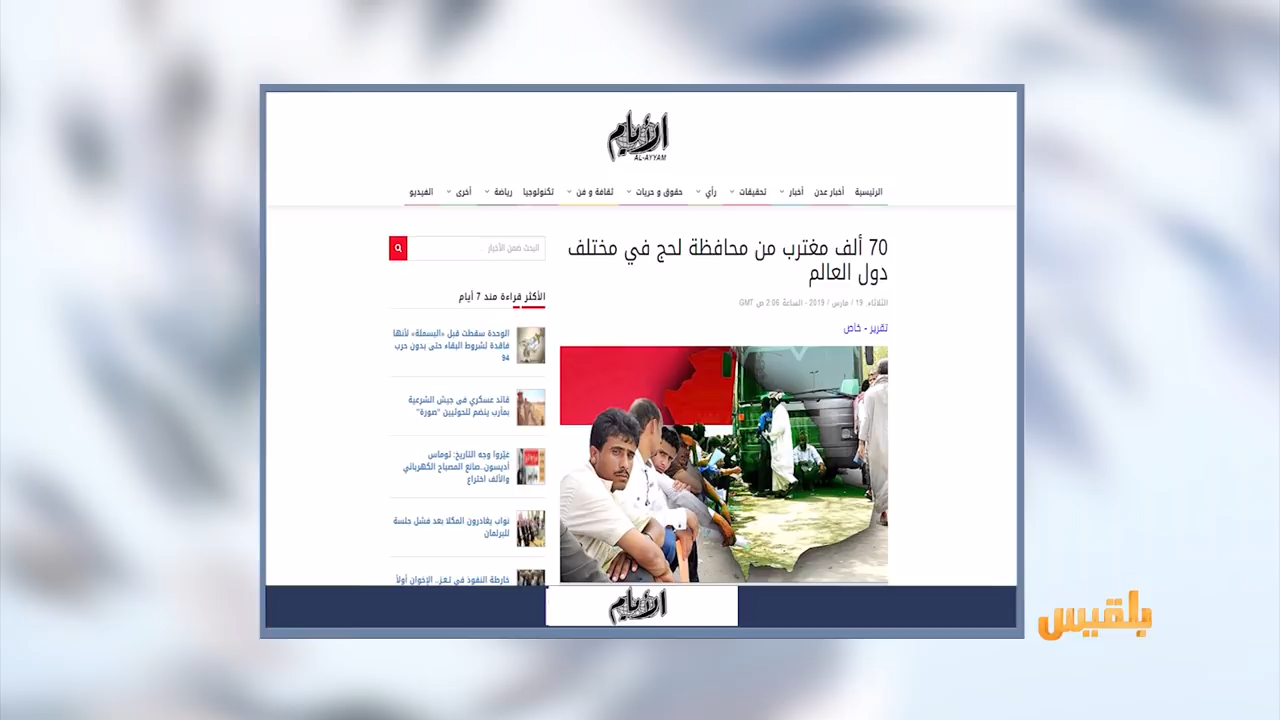 الأيام
AL-AYYAM
الرئيسية أخبار عدن أخبار تحقيقات رأي حقوق و حريات ثقافة و فن تكنولوجيا رياضة أخرى الفيديو
70 ألف مغترب من محافظة لحج في مختلف
دول العالم
الثلاثاء, 19 / مارس / 2019 - الساعة 2:06 ص GMT
تقرير - خاص
البحث ضمن الأخبار
الأكثر قراءة منذ 7 أيام
الوحدة سقطت قبل «البسملة» لأنها
فاقدة لشروط البقاء حتى بدون حرب
94
قائد عسكري في جيش الشرعية
بمأرب ينضم للحوثيين "صورة"
غيّروا وجه التاريخ: توماس
أديسون..صانع المصباح الكهربائي
والألف اختراع
نواب يغادرون المكلا بعد فشل جلسة
للبرلمان
خارطة النفوذ في تعز.. الإخوان أولاً
الأيام
بلقيس